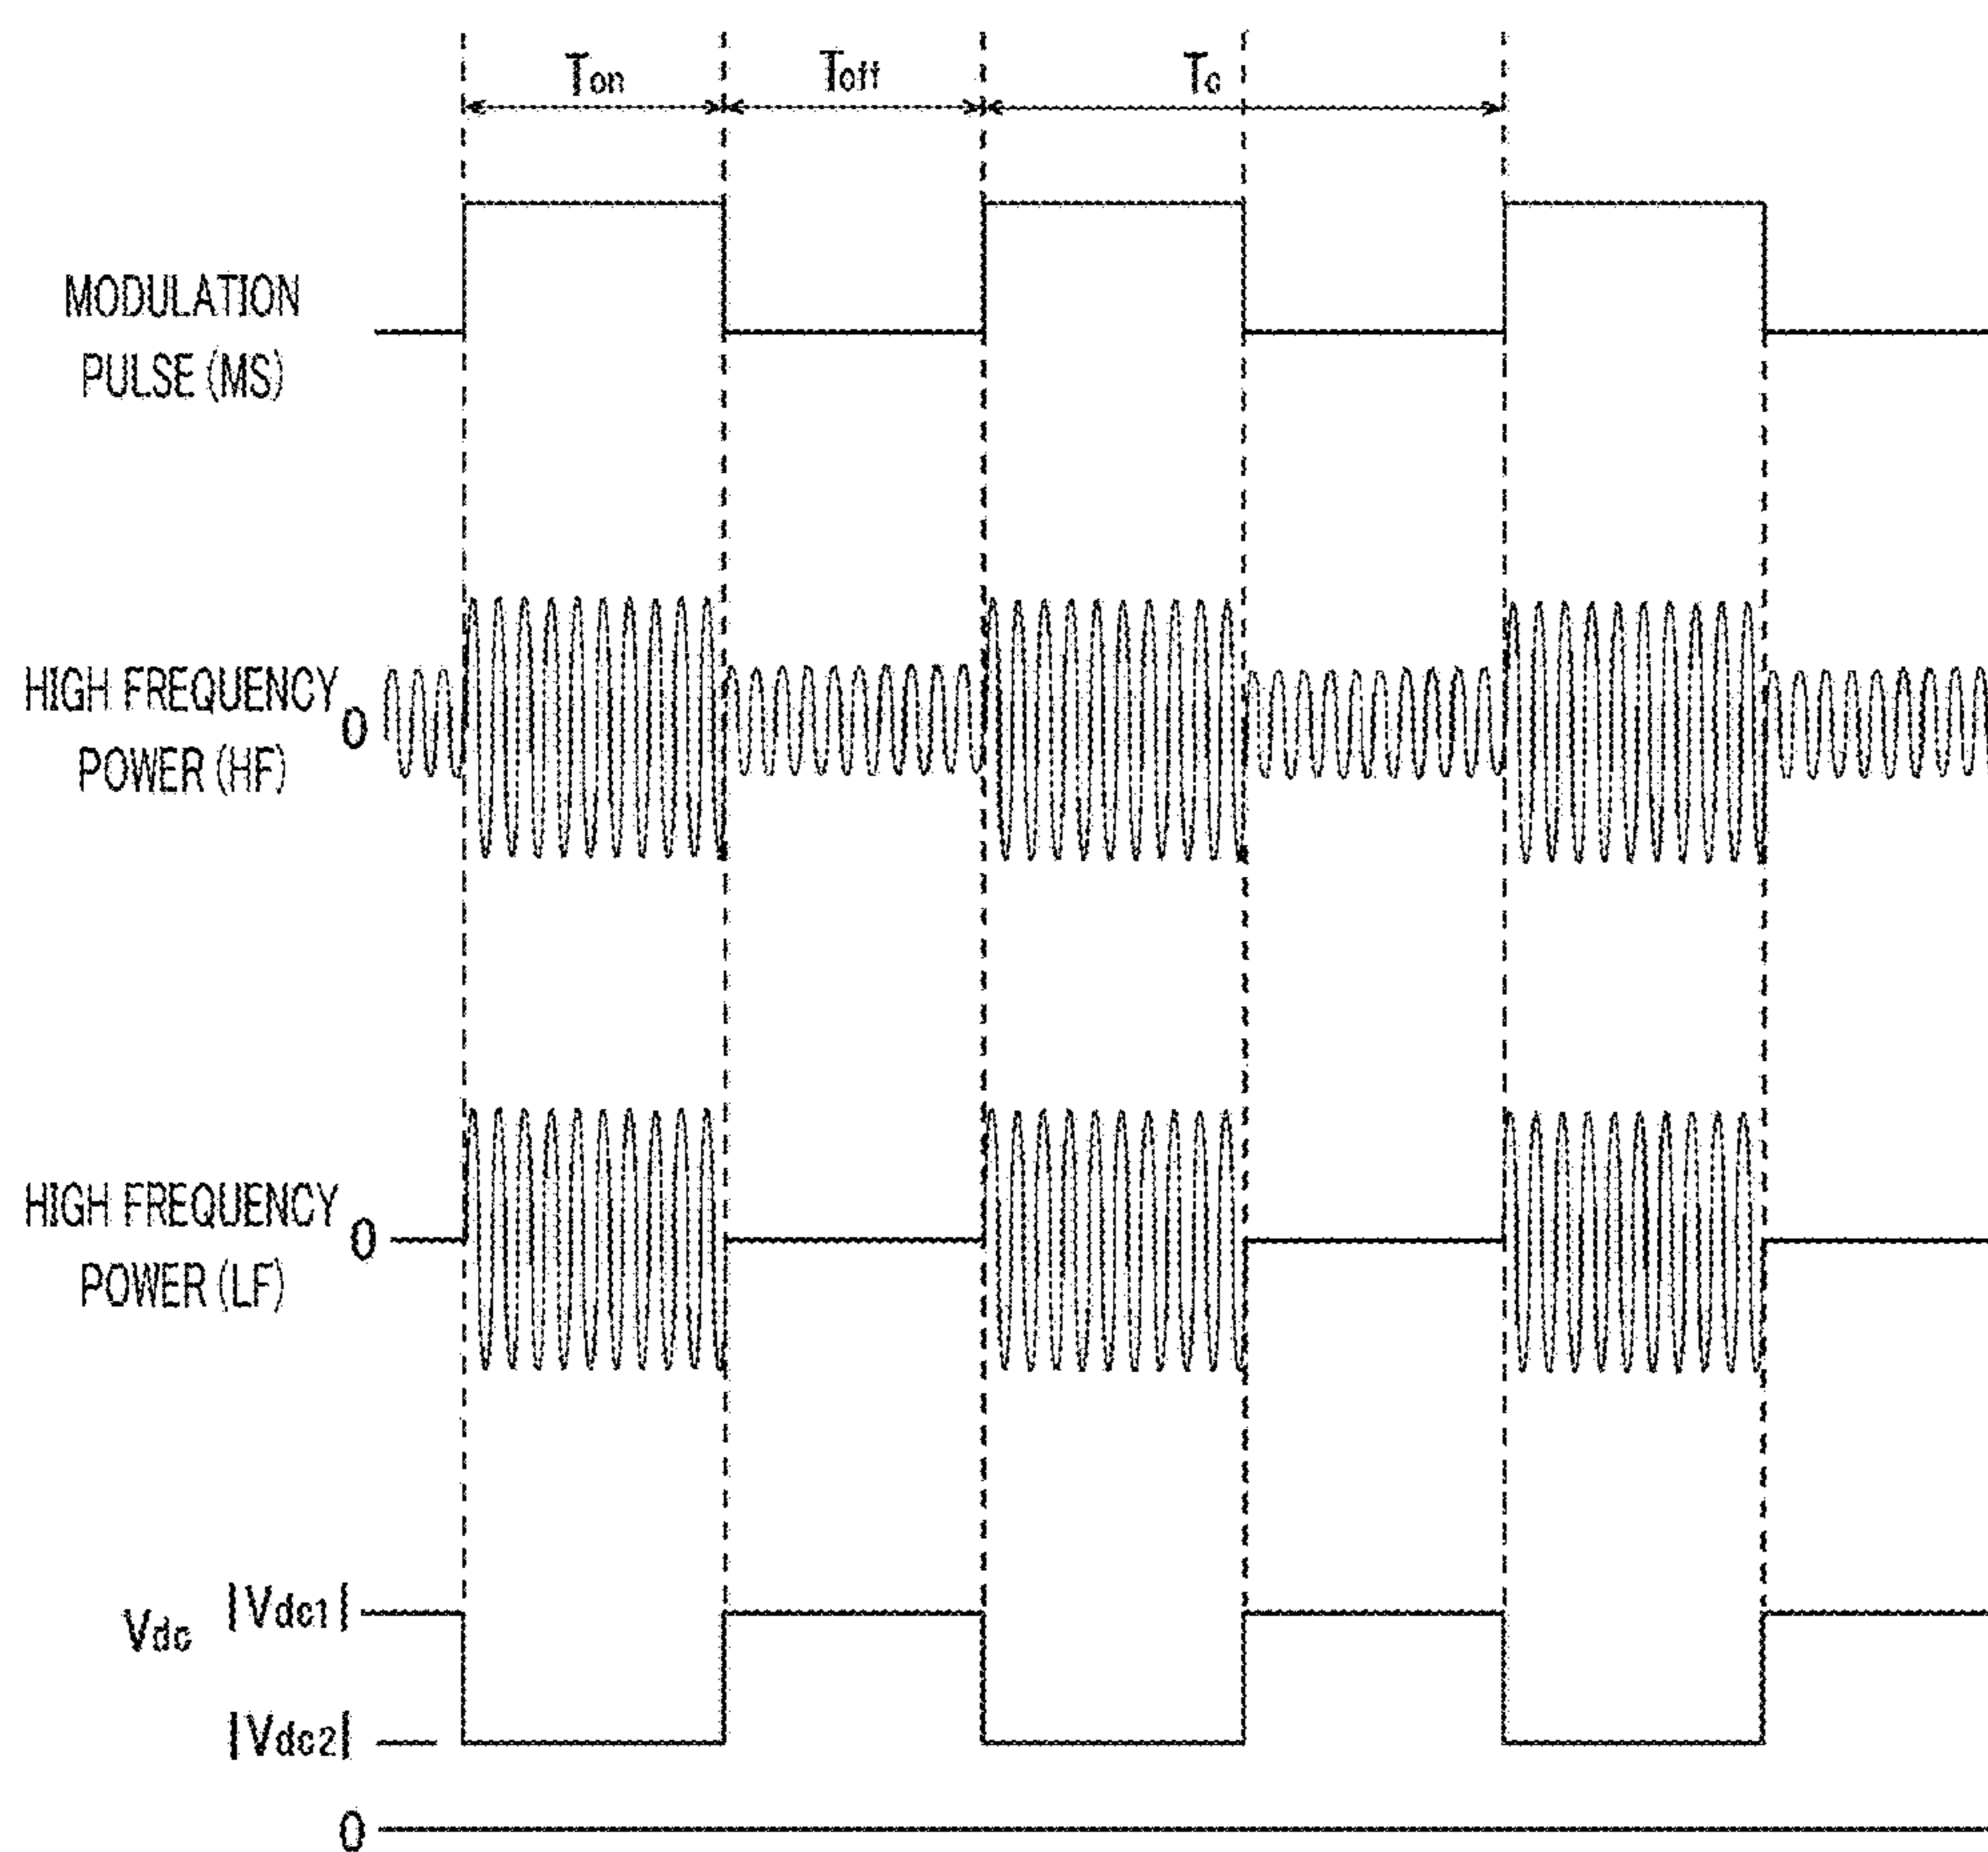 Ton Toff Tc
MODULATION
PULSE (MS)
HIGH FREQUENCY
0
POWER (HF)
HIGH FREQUENCY
0
POWER (LF)
Vdc |Vdc1|
|Vdc2|
0